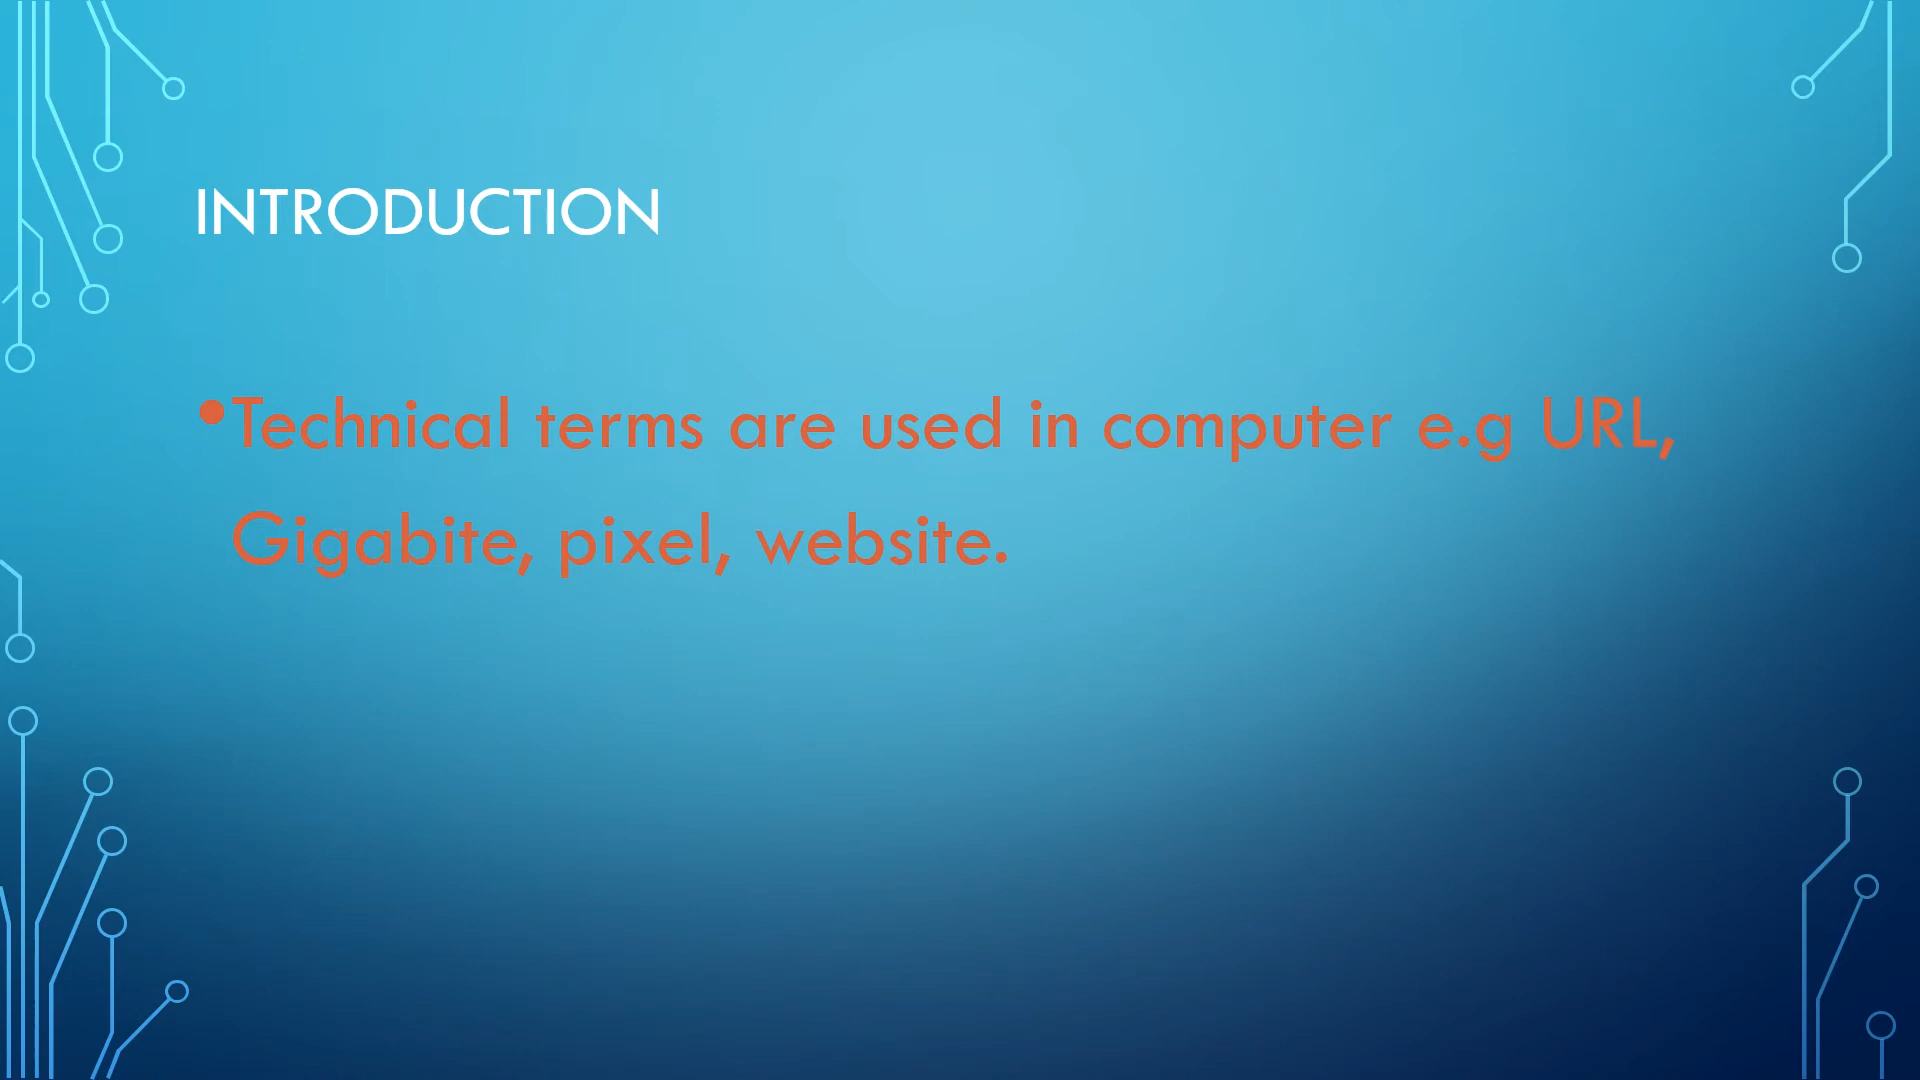 INTRODUCTION
•Technical terms are used in computer e.g URL,
Gigabite, pixel, website.